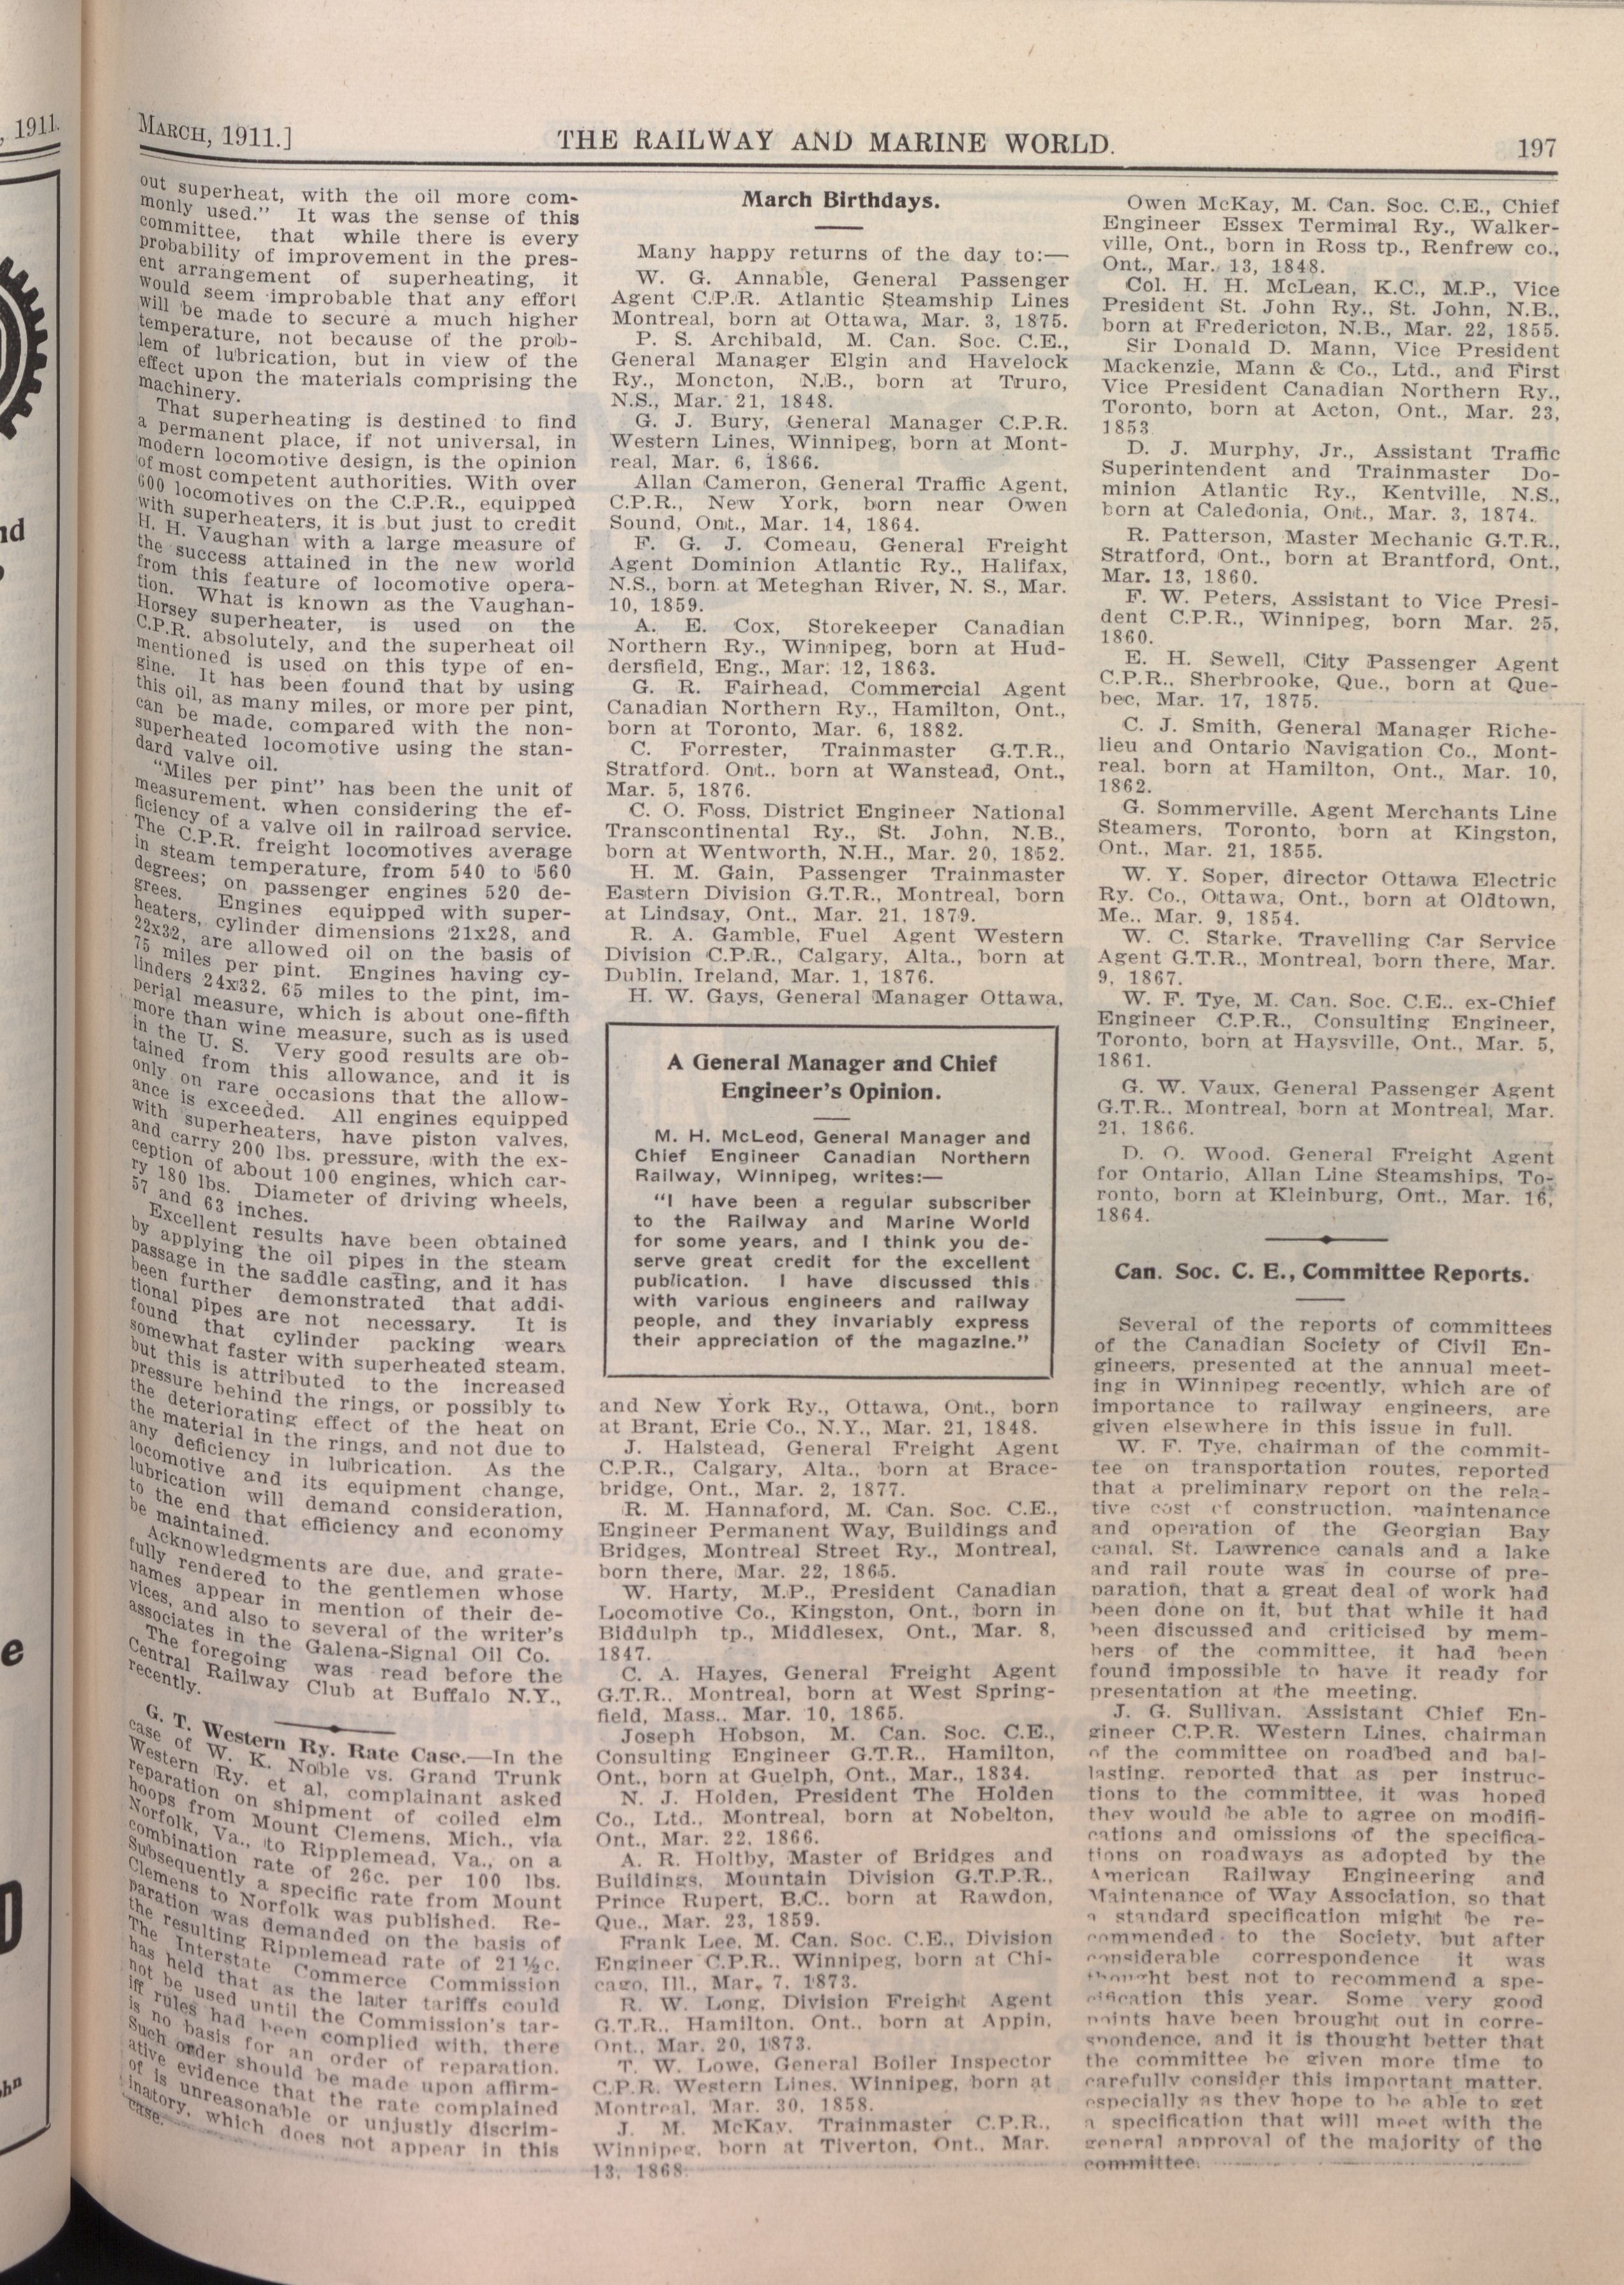 MARCH, 1911.]
THE RAILWAY AND MARINE WORLD.
197
out superheat, with the oil more com-
monly used." It was the sense of this
committee, that while there is every
probability of improvement in the pres-
ent arrangement of superheating, it
would seem improbable that any effort
will be made to secure a much higher
temperature, not because of the prob-
lem of lubrication, but in view of the
effect upon the materials comprising the
machinery.
That superheating is destined to find
a permanent place, if not universal, in
modern locomotive design, is the opinion
of most competent authorities. With over
600 locomotives on the C.P.R., equipped
with superheaters, it is but just to credit
H. H. Vaughan with a large measure of
the success attained in the new world
from this feature of locomotive opera-
tion. What is known as the Vaughan-
Horsey superheater, is used on the
C.P.R. absolutely, and the superheat oil
mentioned is used on this type of en-
gine. It has been found that by using
this oil, as many miles, or more per pint,
can be made, compared with the non-
superheated locomotive using the stan-
dard valve oil.
"Miles per pint" has been the unit of
measurement, when considering the ef-
ficiency of a valve oil in railroad service.
The C.P.R. freight locomotives average
in steam temperature, from 540 to 560
degrees; on passenger engines 520 de-
grees. Engines equipped with super-
heaters, cylinder dimensions 21x28, and
22x32, are allowed oil on the basis of
75 miles per pint. Engines having cy-
linders 24x32, 65 miles to the pint, im-
perial measure, which is about one-fifth
more than wine measure, such as is used
in the U. S. Very good results are ob-
tained from this allowance, and it is
only on rare occasions that the allow-
ance is exceeded. All engines equipped
with superheaters, have piston valves,
and carry 200 lbs. pressure, with the ex-
ception of about 100 engines, which car-
ry 180 lbs. Diameter of driving wheels,
57 and 63 inches.
Excellent results have been obtained
by applying the oil pipes in the steam
passage in the saddle casting, and it has
been further demonstrated that addi-
tional pipes are not necessary. It is
found that cylinder packing wears
somewhat faster with superheated steam,
but this is attributed to the increased
pressure behind the rings, or possibly to
the deteriorating effect of the heat on
the material in the rings, and not due to
any deficiency in lubrication. As the
locomotive and its equipment change,
lubrication will demand consideration,
to the end that efficiency and economy
be maintained.
Acknowledgments are due, and grate-
fully rendered to the gentlemen whose
names appear in mention of their de-
vices, and also to several of the writer's
associates in the Galena-Signal Oil Co.
The foregoing was read before the
Central Railway Club at Buffalo N.Y.,
recently.
G. T. Western Ry. Rate Case.—In the
case of W. K. Noble vs. Grand Trunk
Western Ry. et al, complainant asked
reparation on shipment of coiled elm
hoops from Mount Clemens, Mich., via
Norfolk, Va., to Ripplemead, Va., on a
combination rate of 26c. per 100 lbs.
Subsequently a specific rate from Mount
Clemens to Norfolk was published. Re-
paration was demanded on the basis of
the resulting Ripplemead rate of 21½c.
The Interstate Commerce Commission
has held that as the later tariffs could
not be used until the Commission's tar-
iff rules had been complied with, there
is no basis for an order of reparation.
Such order should be made upon affirm-
ative evidence that the rate complained
of is unreasonable or unjustly discrim-
inatory, which does not appear in this
case.
March Birthdays.
Many happy returns of the day to:—
W. G. Annable, General Passenger
Agent C.P.R. Atlantic Steamship Lines
Montreal, born at Ottawa, Mar. 3, 1875.
P. S. Archibald, M. Can. Soc. C.E.,
General Manager Elgin and Havelock
Ry., Moncton, N.B., born at Truro,
N.S., Mar. 21, 1848.
G. J. Bury, General Manager C.P.R.
Western Lines, Winnipeg, born at Mont-
real, Mar. 6, 1866.
Allan Cameron, General Traffic Agent,
C.P.R., New York, born near Owen
Sound, Ont., Mar. 14, 1864.
F. G. J. Comeau, General Freight
Agent Dominion Atlantic Ry., Halifax,
N.S., born at Meteghan River, N. S., Mar.
10, 1859.
A. E. Cox, Storekeeper Canadian
Northern Ry., Winnipeg, born at Hud-
dersfield, Eng., Mar. 12, 1863.
G. R. Fairhead, Commercial Agent
Canadian Northern Ry., Hamilton, Ont.,
born at Toronto, Mar. 6, 1882.
C. Forrester, Trainmaster G.T.R.,
Stratford. Ont., born at Wanstead, Ont.,
Mar. 5, 1876.
C. O. Foss, District Engineer National
Transcontinental Ry., St. John, N.B.,
born at Wentworth, N.H., Mar. 20, 1852.
H. M. Gain, Passenger Trainmaster
Eastern Division G.T.R., Montreal, born
at Lindsay, Ont., Mar. 21, 1879.
R. A. Gamble, Fuel Agent Western
Division C.P.R., Calgary, Alta., born at
Dublin, Ireland, Mar. 1, 1876.
H. W. Gays, General Manager Ottawa,
A General Manager and Chief
Engineer's Opinion.
M. H. McLeod, General Manager and
Chief Engineer Canadian Northern
Railway, Winnipeg, writes:—
"I have been a regular subscriber
to the Railway and Marine World
for some years, and I think you de-
serve great credit for the excellent
publication. I have discussed this
with various engineers and railway
people, and they invariably express
their appreciation of the magazine."
and New York Ry., Ottawa, Ont., born
at Brant, Erie Co., N.Y., Mar. 21, 1848.
J. Halstead, General Freight Agent
C.P.R., Calgary, Alta., born at Brace-
bridge, Ont., Mar. 2, 1877.
R. M. Hannaford, M. Can. Soc. C.E.,
Engineer Permanent Way, Buildings and
Bridges, Montreal Street Ry., Montreal,
born there, Mar. 22, 1865.
W. Harty, M.P., President Canadian
Locomotive Co., Kingston, Ont., born in
Biddulph tp., Middlesex, Ont., Mar. 8,
1847.
C. A. Hayes, General Freight Agent
G.T.R., Montreal, born at West Spring-
field, Mass., Mar. 10, 1865.
Joseph Hobson, M. Can. Soc. C.E.,
Consulting Engineer G.T.R., Hamilton,
Ont., born at Guelph, Ont., Mar., 1834.
N. J. Holden, President The Holden
Co., Ltd., Montreal, born at Nobelton,
Ont., Mar. 22, 1866.
A. R. Holtby, Master of Bridges and
Buildings, Mountain Division G.T.P.R.,
Prince Rupert, B.C., born at Rawdon,
Que., Mar. 23, 1859.
Frank Lee, M. Can. Soc. C.E., Division
Engineer C.P.R., Winnipeg, born at Chi-
cago, Ill., Mar. 7, 1873.
R. W. Long, Division Freight Agent
G.T.R., Hamilton, Ont., born at Appin,
Ont., Mar. 20, 1873.
T. W. Lowe, General Boiler Inspector
C.P.R. Western Lines, Winnipeg, born at
Montreal, Mar. 30, 1858.
J. M. McKay, Trainmaster C.P.R.,
Winnipeg, born at Tiverton, Ont., Mar.
13, 1868.
Owen McKay, M. Can. Soc. C.E., Chief
Engineer Essex Terminal Ry., Walker-
ville, Ont., born in Ross tp., Renfrew co.,
Ont., Mar. 13, 1848.
Col. H. H. McLean, K.C., M.P., Vice
President St. John Ry., St. John, N.B.,
born at Fredericton, N.B., Mar. 22, 1855.
Sir Donald D. Mann, Vice President
Mackenzie, Mann & Co., Ltd., and First
Vice President Canadian Northern Ry.,
Toronto, born at Acton, Ont., Mar. 23,
1853
D. J. Murphy, Jr., Assistant Traffic
Superintendent and Trainmaster Do-
minion Atlantic Ry., Kentville, N.S.,
born at Caledonia, Ont., Mar. 3, 1874.
R. Patterson, Master Mechanic G.T.R.,
Stratford, Ont., born at Brantford, Ont.,
Mar. 13, 1860.
F. W. Peters, Assistant to Vice Presi-
dent C.P.R., Winnipeg, born Mar. 25,
1860.
E. H. Sewell, City Passenger Agent
C.P.R., Sherbrooke, Que., born at Que-
bec, Mar. 17, 1875.
C. J. Smith, General Manager Riche-
lieu and Ontario Navigation Co., Mont-
real, born at Hamilton, Ont., Mar. 10,
1862.
G. Sommerville, Agent Merchants Line
Steamers, Toronto, born at Kingston,
Ont., Mar. 21, 1855.
W. Y. Soper, director Ottawa Electric
Ry. Co., Ottawa, Ont., born at Oldtown,
Me., Mar. 9, 1854.
W. C. Starke, Travelling Car Service
Agent G.T.R., Montreal, born there, Mar.
9, 1867.
W. F. Tye, M. Can. Soc. C.E., ex-Chief
Engineer C.P.R., Consulting Engineer,
Toronto, born at Haysville, Ont., Mar. 5,
1861.
G. W. Vaux, General Passenger Agent
G.T.R., Montreal, born at Montreal, Mar.
21, 1866.
D. O. Wood, General Freight Agent
for Ontario, Allan Line Steamships, To-
ronto, born at Kleinburg, Ont., Mar. 16,
1864.
Can. Soc. C. E., Committee Reports.
Several of the reports of committees
of the Canadian Society of Civil En-
gineers, presented at the annual meet-
ing in Winnipeg recently, which are of
importance to railway engineers, are
given elsewhere in this issue in full.
W. F. Tye, chairman of the commit-
tee on transportation routes, reported
that a preliminary report on the rela-
tive cost of construction, maintenance
and operation of the Georgian Bay
canal, St. Lawrence canals and a lake
and rail route was in course of pre-
paration, that a great deal of work had
been done on it, but that while it had
been discussed and criticised by mem-
bers of the committee, it had been
found impossible to have it ready for
presentation at the meeting.
J. G. Sullivan, Assistant Chief En-
gineer C.P.R. Western Lines, chairman
of the committee on roadbed and bal-
lasting, reported that as per instruc-
tions to the committee, it was hoped
they would be able to agree on modifi-
cations and omissions of the specifica-
tions on roadways as adopted by the
American Railway Engineering and
Maintenance of Way Association, so that
a standard specification might be re-
commended to the Society, but after
considerable correspondence it was
thought best not to recommend a spe-
cification this year. Some very good
points have been brought out in corre-
spondence, and it is thought better that
the committee be given more time to
carefully consider this important matter,
especially as they hope to be able to get
a specification that will meet with the
general approval of the majority of the
committee.
, 1911.